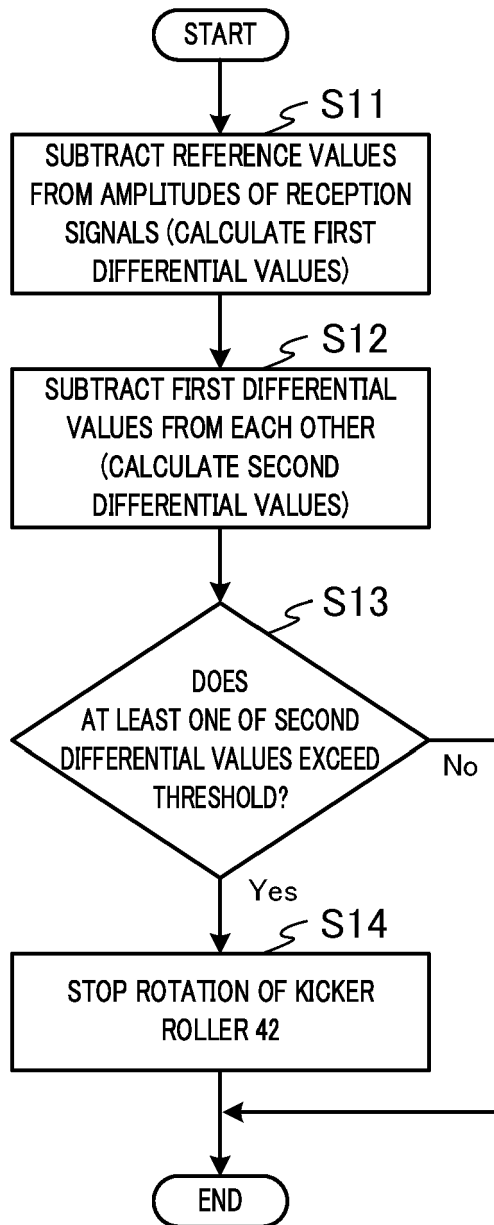 START
S11
SUBTRACT REFERENCE VALUES
FROM AMPLITUDES OF RECEPTION
SIGNALS (CALCULATE FIRST
DIFFERENTIAL VALUES)
S12
SUBTRACT FIRST DIFFERENTIAL
VALUES FROM EACH OTHER
(CALCULATE SECOND
DIFFERENTIAL VALUES)
S13
DOES
AT LEAST ONE OF SECOND
DIFFERENTIAL VALUES EXCEED
THRESHOLD?
No
Yes
S14
STOP ROTATION OF KICKER
ROLLER 42
END